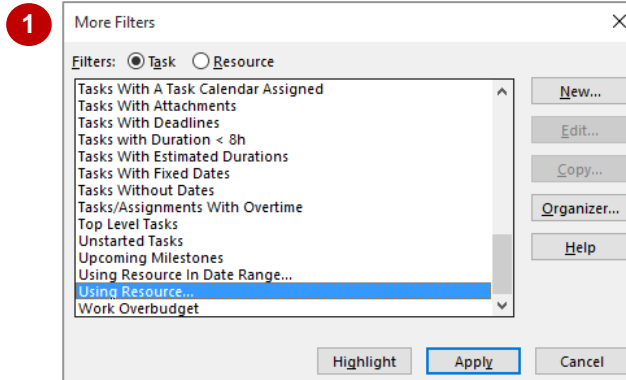 1
More Filters
Filters: Task Resource
Tasks With A Task Calendar Assigned
Tasks With Attachments
Tasks With Deadlines
Tasks with Duration < 8h
Tasks With Estimated Durations
Tasks With Fixed Dates
Tasks Without Dates
Tasks/Assignments With Overtime
Top Level Tasks
Unstarted Tasks
Upcoming Milestones
Using Resource In Date Range...
Using Resource...
Work Overbudget
New...
Edit...
Copy...
Organizer...
Help
Highlight Apply Cancel